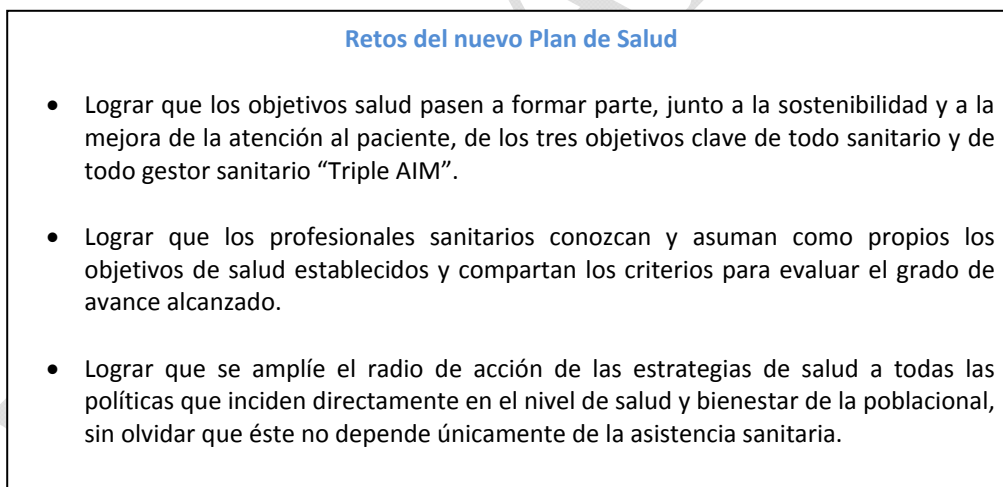 Retos del nuevo Plan de Salud
• Lograr que los objetivos salud pasen a formar parte, junto a la sostenibilidad y a la
mejora de la atención al paciente, de los tres objetivos clave de todo sanitario y de
todo gestor sanitario “Triple AIM”.
• Lograr que los profesionales sanitarios conozcan y asuman como propios los
objetivos de salud establecidos y compartan los criterios para evaluar el grado de
avance alcanzado.
• Lograr que se amplíe el radio de acción de las estrategias de salud a todas las
políticas que inciden directamente en el nivel de salud y bienestar de la poblacional,
sin olvidar que éste no depende únicamente de la asistencia sanitaria.